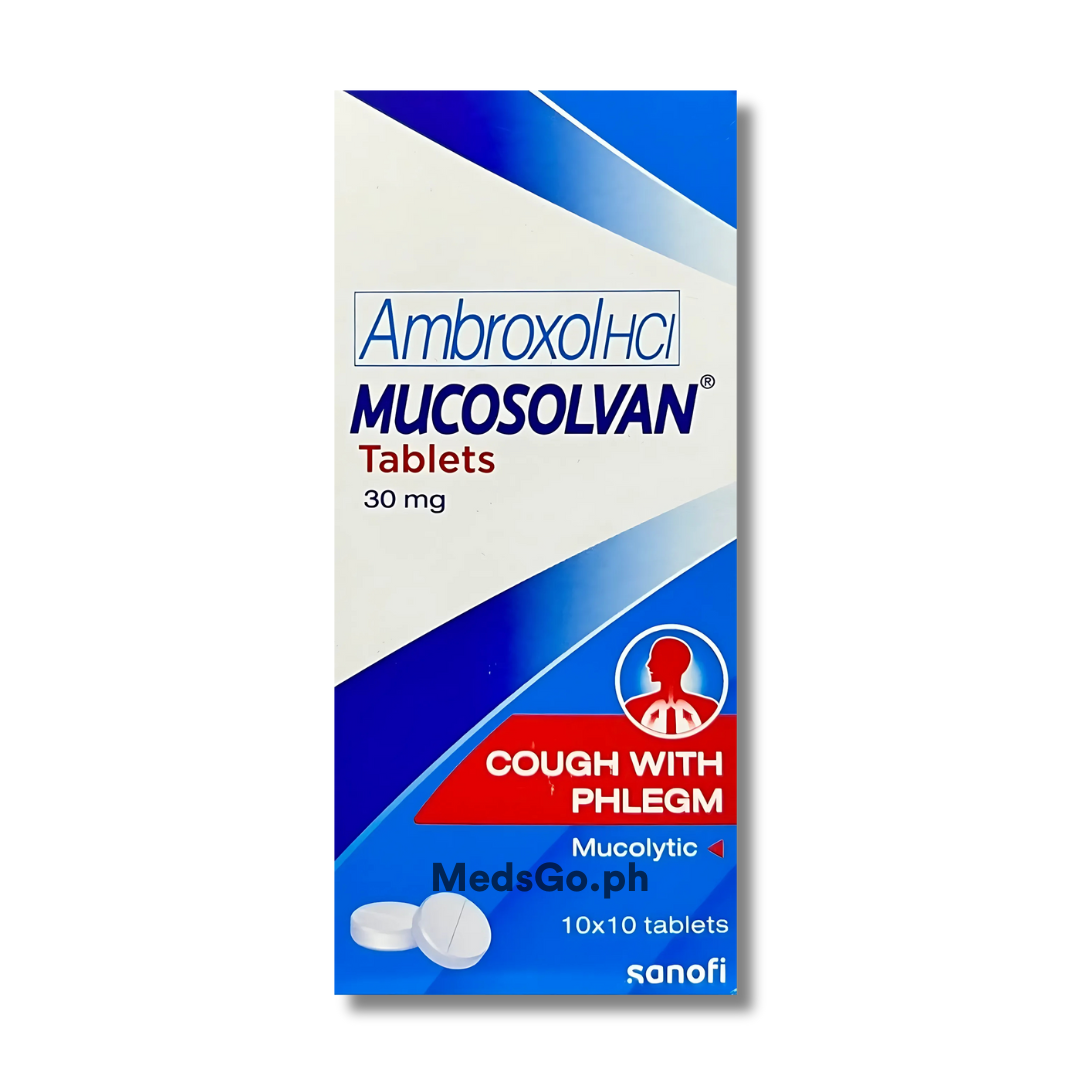 AmbroxolHCl
MUCOSOLVAN®
Tablets
30 mg
COUGH WITH
PHLEGM
Mucolytic
MedsGo.ph
10x10 tablets
sanofi